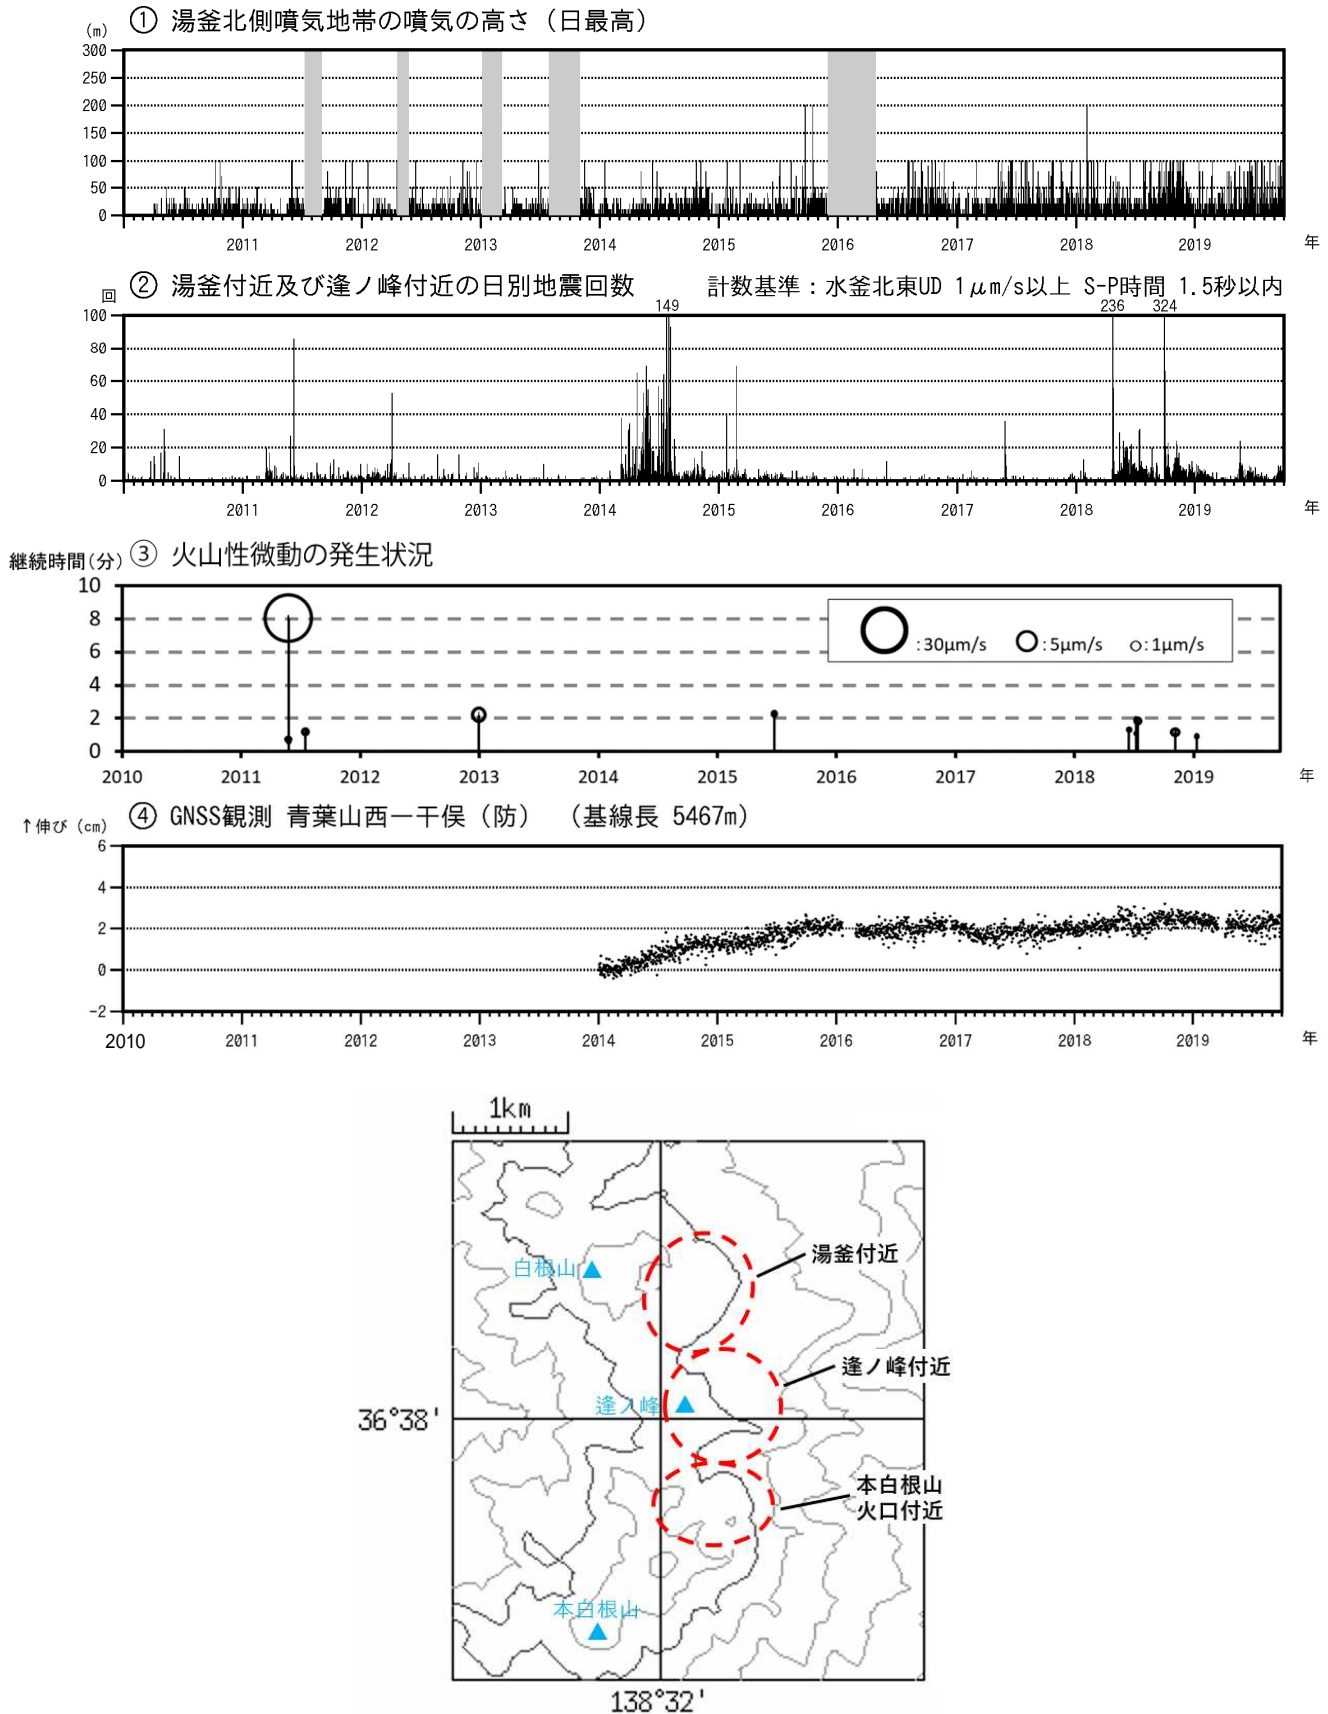 ① 湯釜北側噴気地帯の噴気の高さ（日最高）
(m)
300
250
200
150
100
50
0
2011 2012 2013 2014 2015 2016 2017 2018 2019 年
② 湯釜付近及び逢ノ峰付近の日別地震回数 計数基準：水釜北東UD 1μm/s以上 S-P時間 1.5秒以内
回
149 236 324
100
80
60
40
20
0
2011 2012 2013 2014 2015 2016 2017 2018 2019 年
③ 火山性微動の発生状況
継続時間(分)
10
8
6
4
2
0
:30μm/s :5μm/s :1μm/s
2010 2011 2012 2013 2014 2015 2016 2017 2018 2019 年
④ GNSS観測 青葉山西ー干俣（防） （基線長 5467m）
↑伸び（cm）
6
4
2
0
-2
2010 2011 2012 2013 2014 2015 2016 2017 2018 2019 年
1km
湯釜付近
白根山
逢ノ峰付近
逢ノ峰
36°38'
本白根山
火口付近
本白根山
138°32'